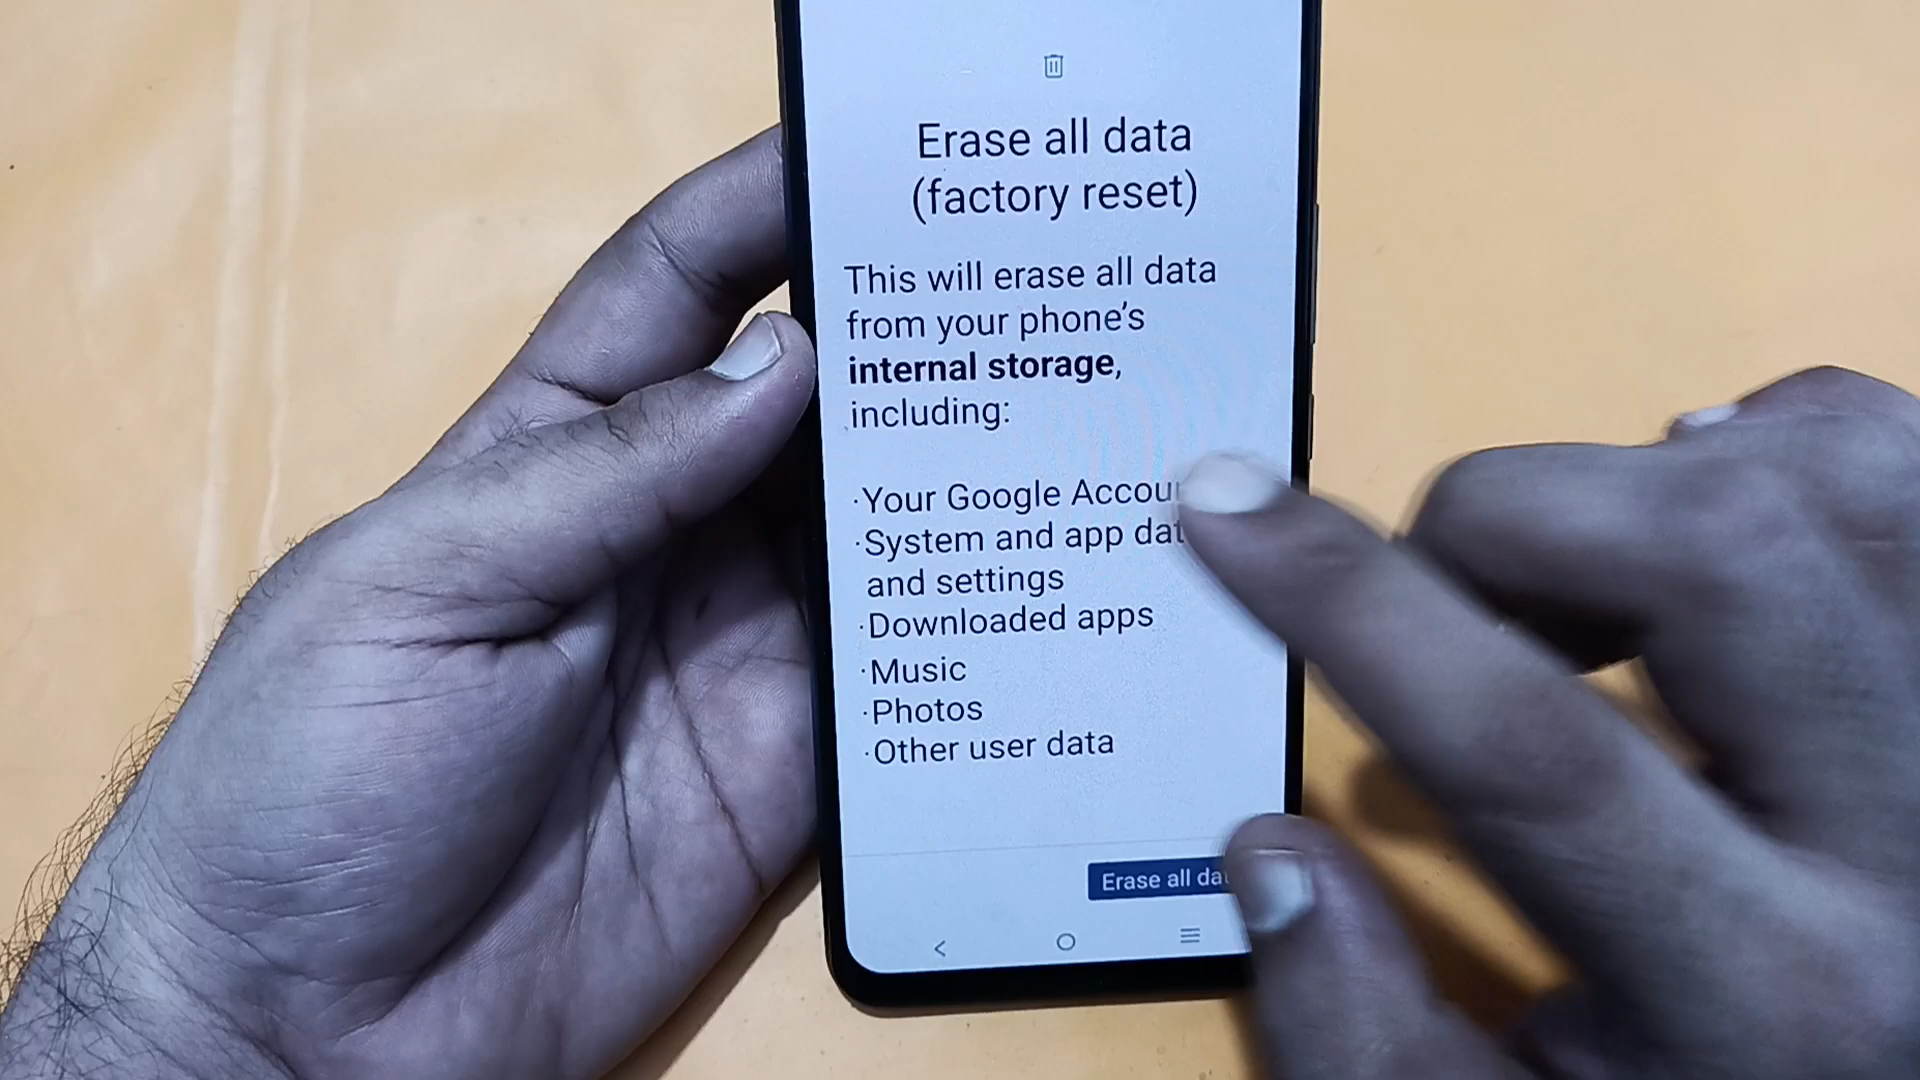 Erase all data
(factory reset)
This will erase all data
from your phone's
internal storage,
including:
·Your Google
·System and app
and settings
·Downloaded apps
·Music
·Photos
·Other user data
Erase all